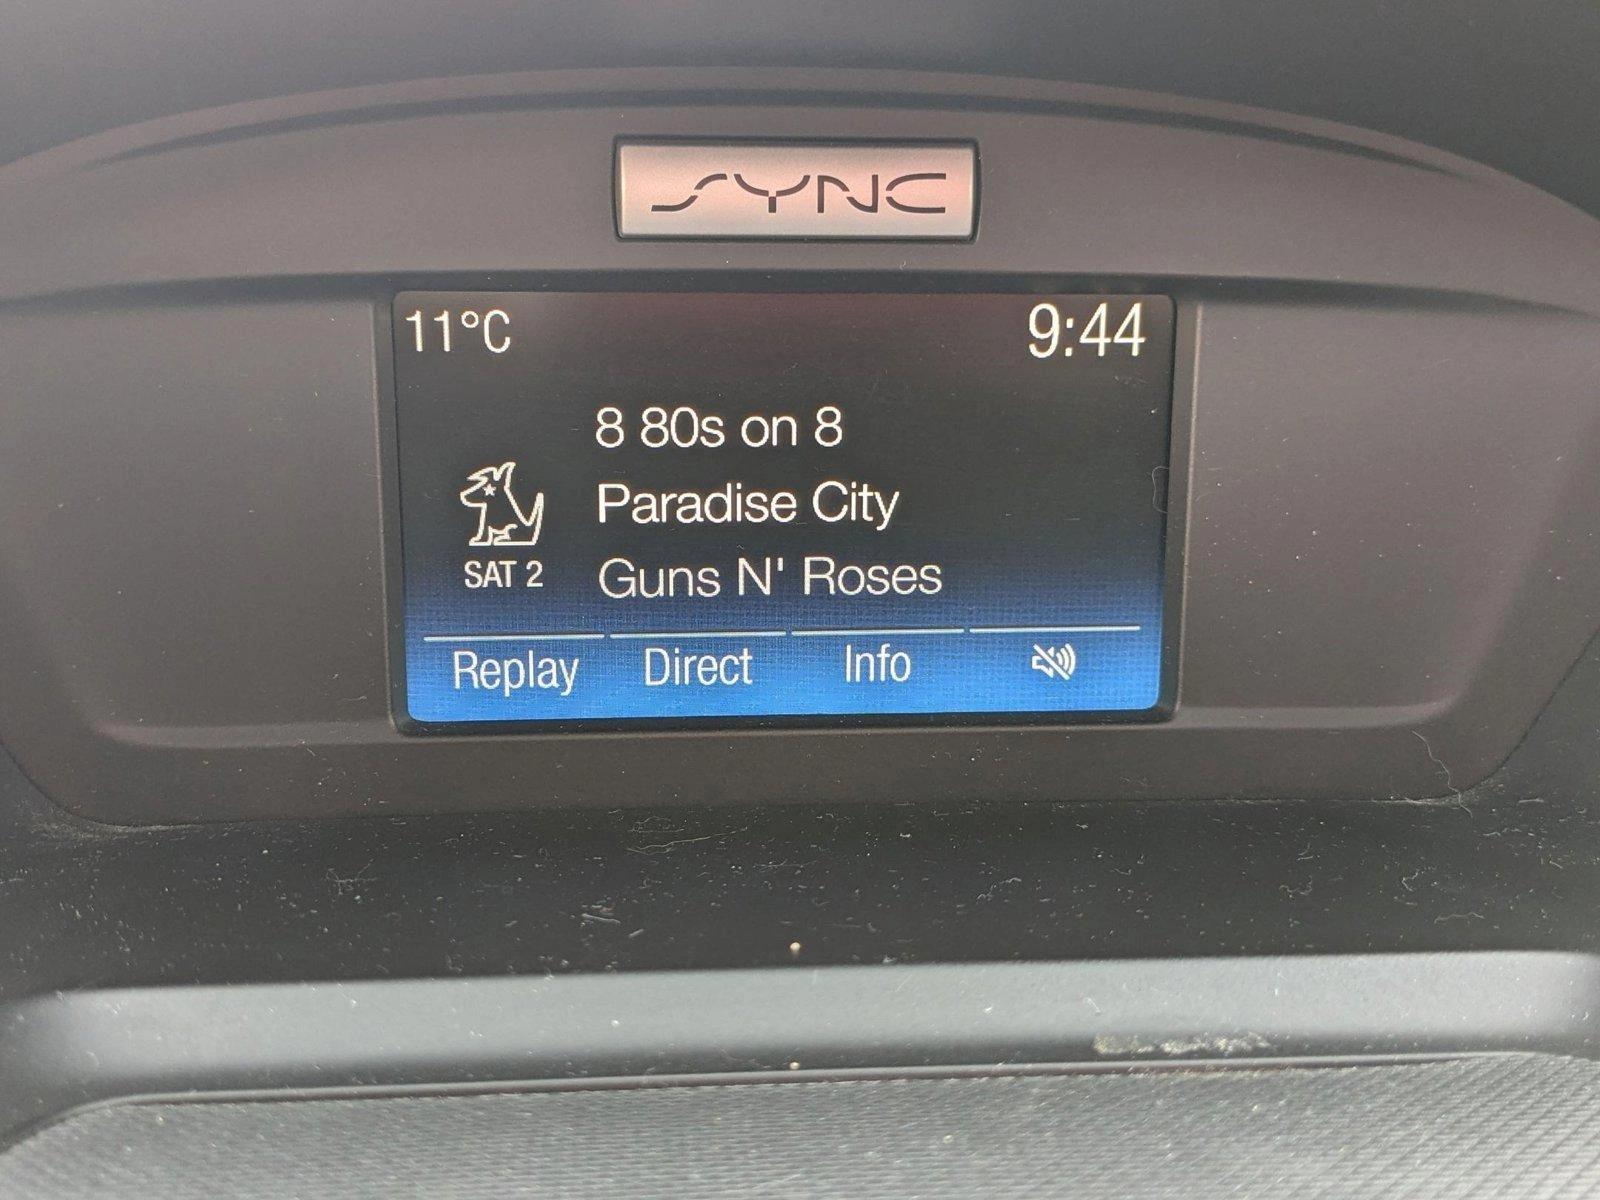 SYNC
11°C
9:44
8 80s on 8
Paradise City
SAT 2
Guns N' Roses
Replay
Direct
Info